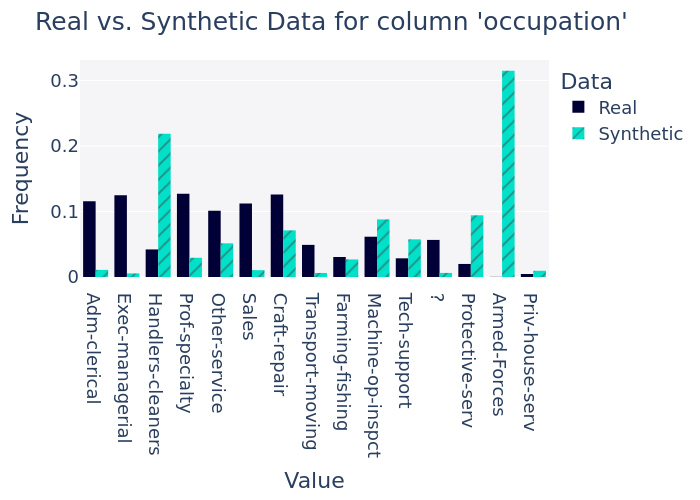 Real vs. Synthetic Data for column 'occupation'
Frequency
0.3
0.2
0.1
0
Data
Real
Synthetic
Adm-clerical
Exec-managerial
Handlers-cleaners
Prof-specialty
Other-service
Sales
Craft-repair
Transport-moving
Farming-fishing
Machine-op-inspct
Tech-support
?
Protective-serv
Armed-Forces
Priv-house-serv
Value